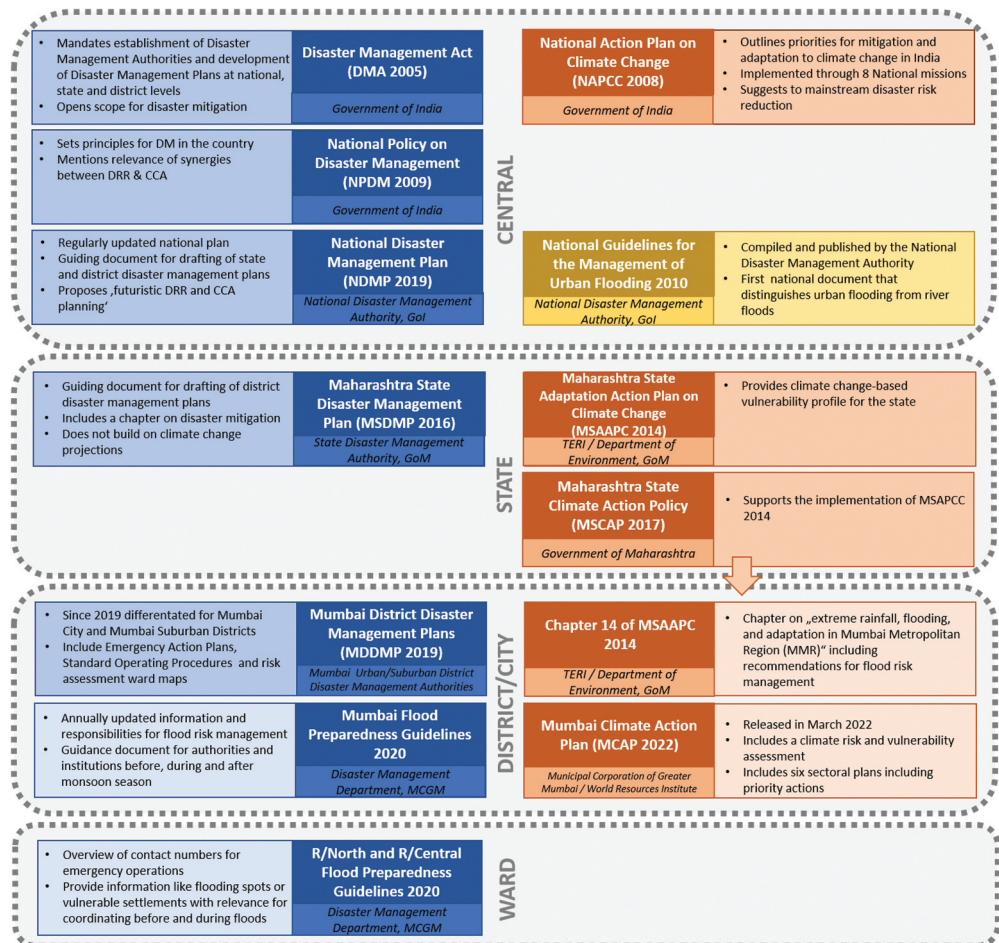 • Mandates establishment of Disaster
Management Authorities and development
of Disaster Management Plans at national,
state and district levels
• Opens scope for disaster mitigation
Disaster Management Act
(DMA 2005)
Government of India
National Action Plan on
Climate Change
(NAPCC 2008)
Government of India
• Outlines priorities for mitigation and
adaptation to climate change in India
• Implemented through 8 National missions
• Suggests to mainstream disaster risk
reduction
• Sets principles for DM in the country
• Mentions relevance of synergies
between DRR & CCA
National Policy on
Disaster Management
(NPDM 2009)
Government of India
CENTRAL
• Regularly updated national plan
• Guiding document for drafting of state
and district disaster management plans
• Proposes ‚futuristic DRR and CCA
planning‘
National Disaster
Management Plan
(NDMP 2019)
National Disaster Management
Authority, GoI
National Guidelines for
the Management of
Urban Flooding 2010
National Disaster Management
Authority, GoI
• Compiled and published by the National
Disaster Management Authority
• First national document that
distinguishes urban flooding from river
floods
• Guiding document for drafting of district
disaster management plans
• Includes a chapter on disaster mitigation
• Does not build on climate change
projections
Maharashtra State
Disaster Management
Plan (MSDMP 2016)
State Disaster Management
Authority, GoM
STATE
Maharashtra State
Adaptation Action Plan on
Climate Change
(MSAAPC 2014)
TERI / Department of
Environment, GoM
• Provides climate change-based
vulnerability profile for the state
Maharashtra State
Climate Action Policy
(MSCAP 2017)
Government of Maharashtra
• Supports the implementation of MSAPCC
2014
• Since 2019 differentated for Mumbai
City and Mumbai Suburban Districts
• Include Emergency Action Plans,
Standard Operating Procedures and risk
assessment ward maps
Mumbai District Disaster
Management Plans
(MDDMP 2019)
Mumbai Urban/Suburban District
Disaster Management Authorities
DISTRICT/CITY
Chapter 14 of MSAAPC
2014
TERI / Department of
Environment, GoM
• Chapter on „extreme rainfall, flooding,
and adaptation in Mumbai Metropolitan
Region (MMR)“ including
recommendations for flood risk
management
• Annually updated information and
responsibilities for flood risk management
• Guidance document for authorities and
institutions before, during and after
monsoon season
Mumbai Flood
Preparedness Guidelines
2020
Disaster Management
Department, MCGM
Mumbai Climate Action
Plan (MCAP 2022)
Municipal Corporation of Greater
Mumbai / World Resources Institute
• Released in March 2022
• Includes a climate risk and vulnerability
assessment
• Includes six sectoral plans including
priority actions
• Overview of contact numbers for
emergency operations
• Provide information like flooding spots or
vulnerable settlements with relevance for
coordinating before and during floods
R/North and R/Central
Flood Preparedness
Guidelines 2020
Disaster Management
Department, MCGM
WARD